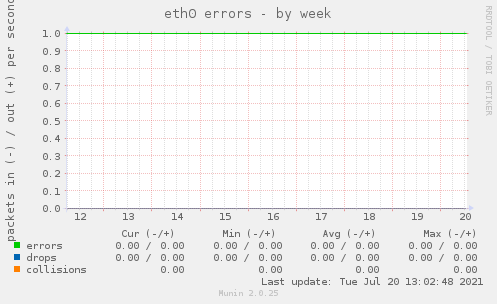 eth0 errors - by week
RRDTOOL / TOBI OETIKER
packets in (-) / out (+) per second
1.0
0.9
0.8
0.7
0.6
0.5
0.4
0.3
0.2
0.1
0.0
12 13 14 15 16 17 18 19 20
Cur (-/+) Min (-/+) Avg (-/+) Max (-/+)
errors 0.00 / 0.00 0.00 / 0.00 0.00 / 0.00 0.00 / 0.00
drops 0.00 / 0.00 0.00 / 0.00 0.00 / 0.00 0.00 / 0.00
collisions 0.00 0.00 0.00 0.00
Last update: Tue Jul 20 13:02:48 2021
Munin 2.0.25